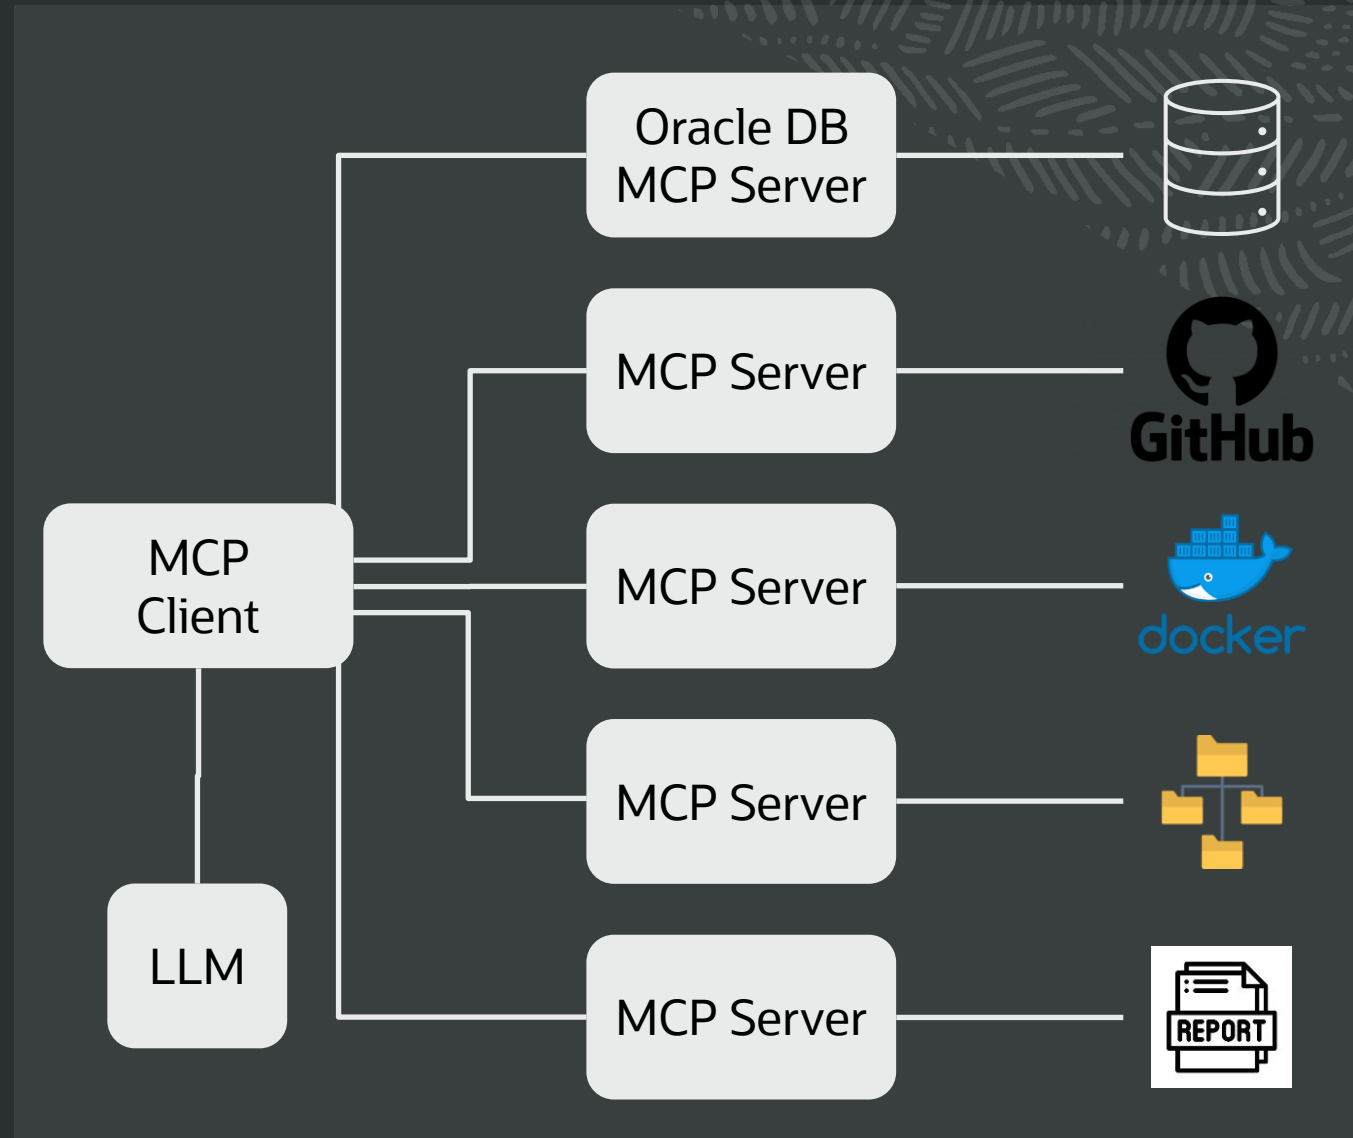 Oracle DB
MCP Server
MCP Server
GitHub
MCP
Client
MCP Server
docker
MCP Server
LLM
MCP Server
REPORT